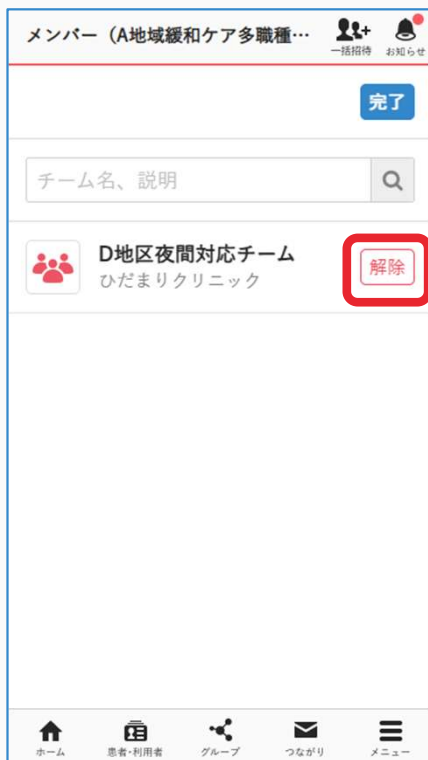 メンバー（A地域緩和ケア多職種…
一括招待
お知らせ
完了
チーム名、説明
D地区夜間対応チーム
ひだまりクリニック
解除
ホーム
患者・利用者
グループ
つながり
メニュー